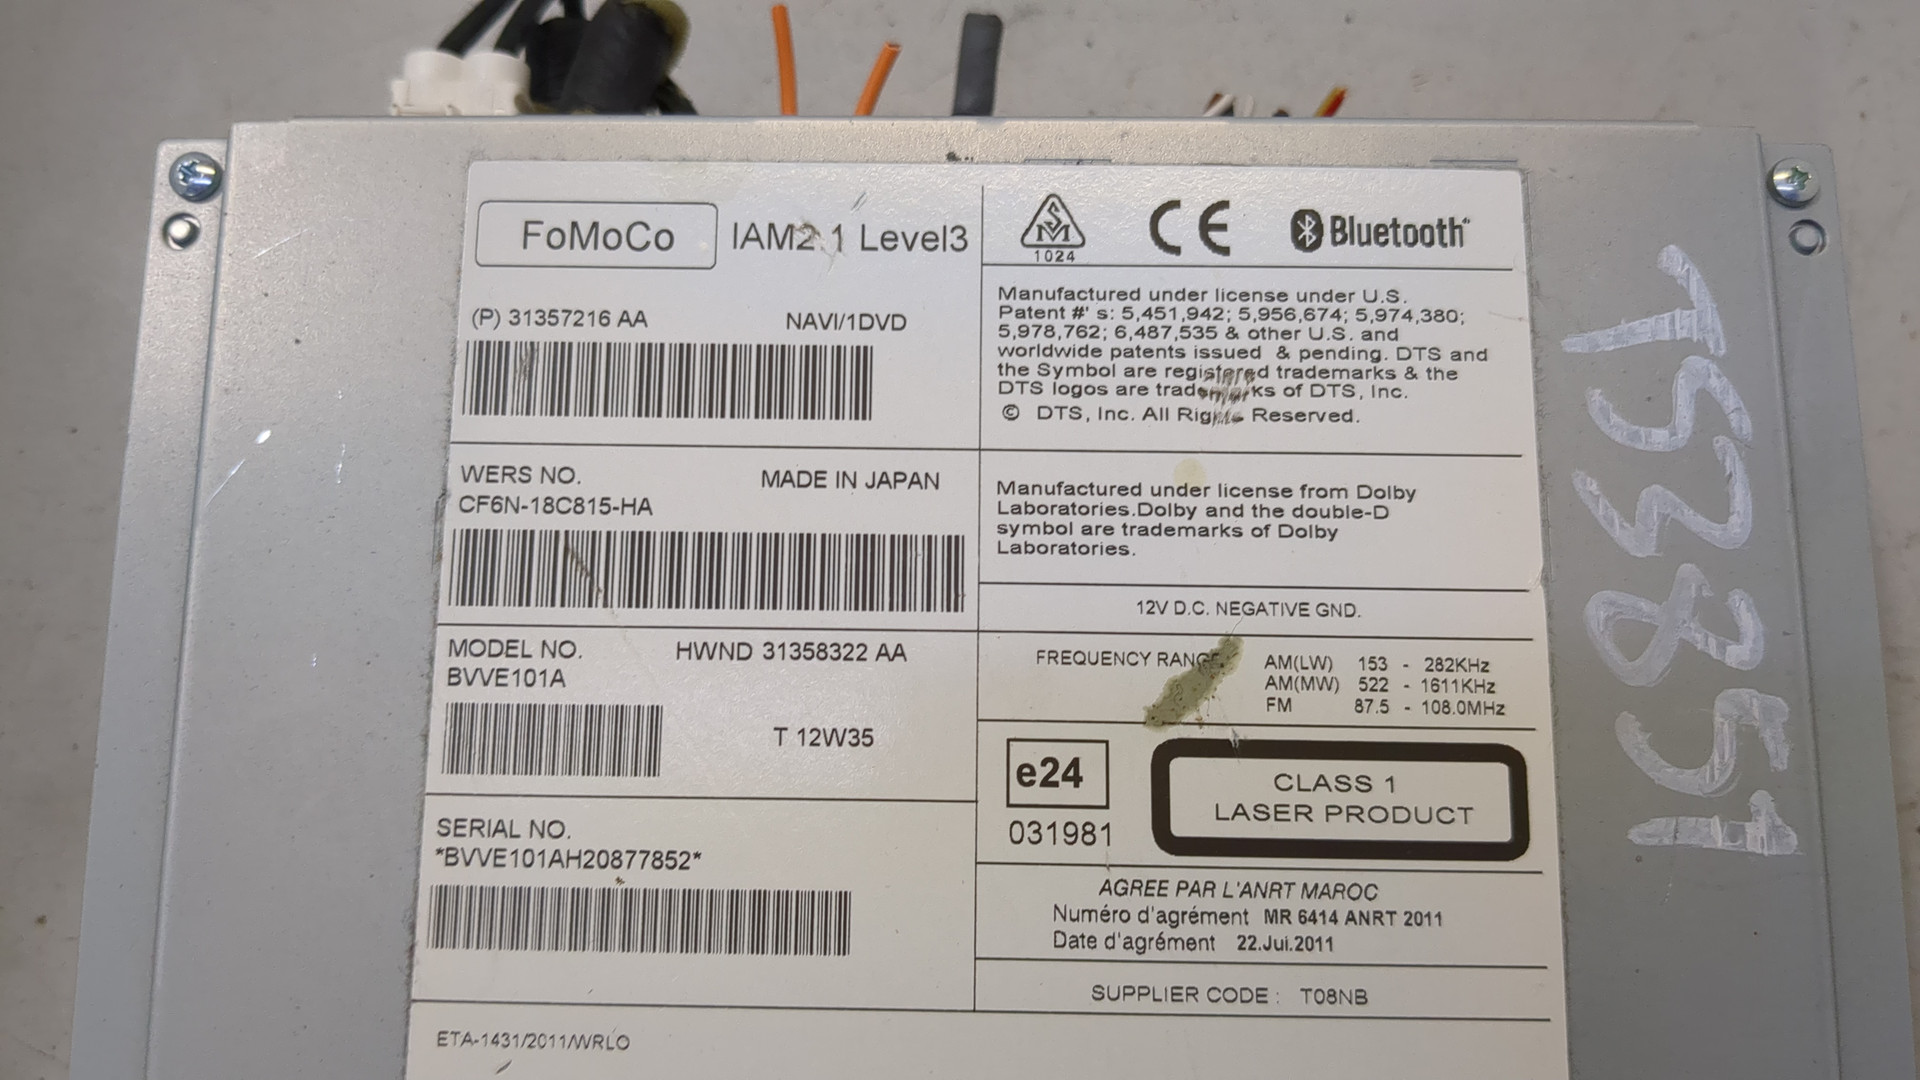 FoMoCo IAM2.1 Level3
(P) 31357216 AA NAVI/1DVD
WERS NO. MADE IN JAPAN
CF6N-18C815-HA
MODEL NO. HWND 31358322 AA
BVVE101A
T 12W35
SERIAL NO.
*BVVE101AH20877852*
ETA-1431/2011/WRLO
SM
1024
CE
Bluetooth
Manufactured under license under U.S.
Patent #' s: 5,451,942; 5,956,674; 5,974,380;
5,978,762; 6,487,535 & other U.S. and
worldwide patents issued & pending. DTS and
the Symbol are registered trademarks & the
DTS logos are trademarks of DTS, Inc.
© DTS, Inc. All Rights Reserved.
Manufactured under license from Dolby
Laboratories.Dolby and the double-D
symbol are trademarks of Dolby
Laboratories.
12V D.C. NEGATIVE GND.
FREQUENCY RANGE AM(LW) 153 - 282KHz
AM(MW) 522 - 1611KHz
FM 87.5 - 108.0MHz
e24
031981
CLASS 1
LASER PRODUCT
AGREE PAR L'ANRT MAROC
Numéro d'agrément MR 6414 ANRT 2011
Date d'agrément 22.Jui.2011
SUPPLIER CODE : T08NB
T53851